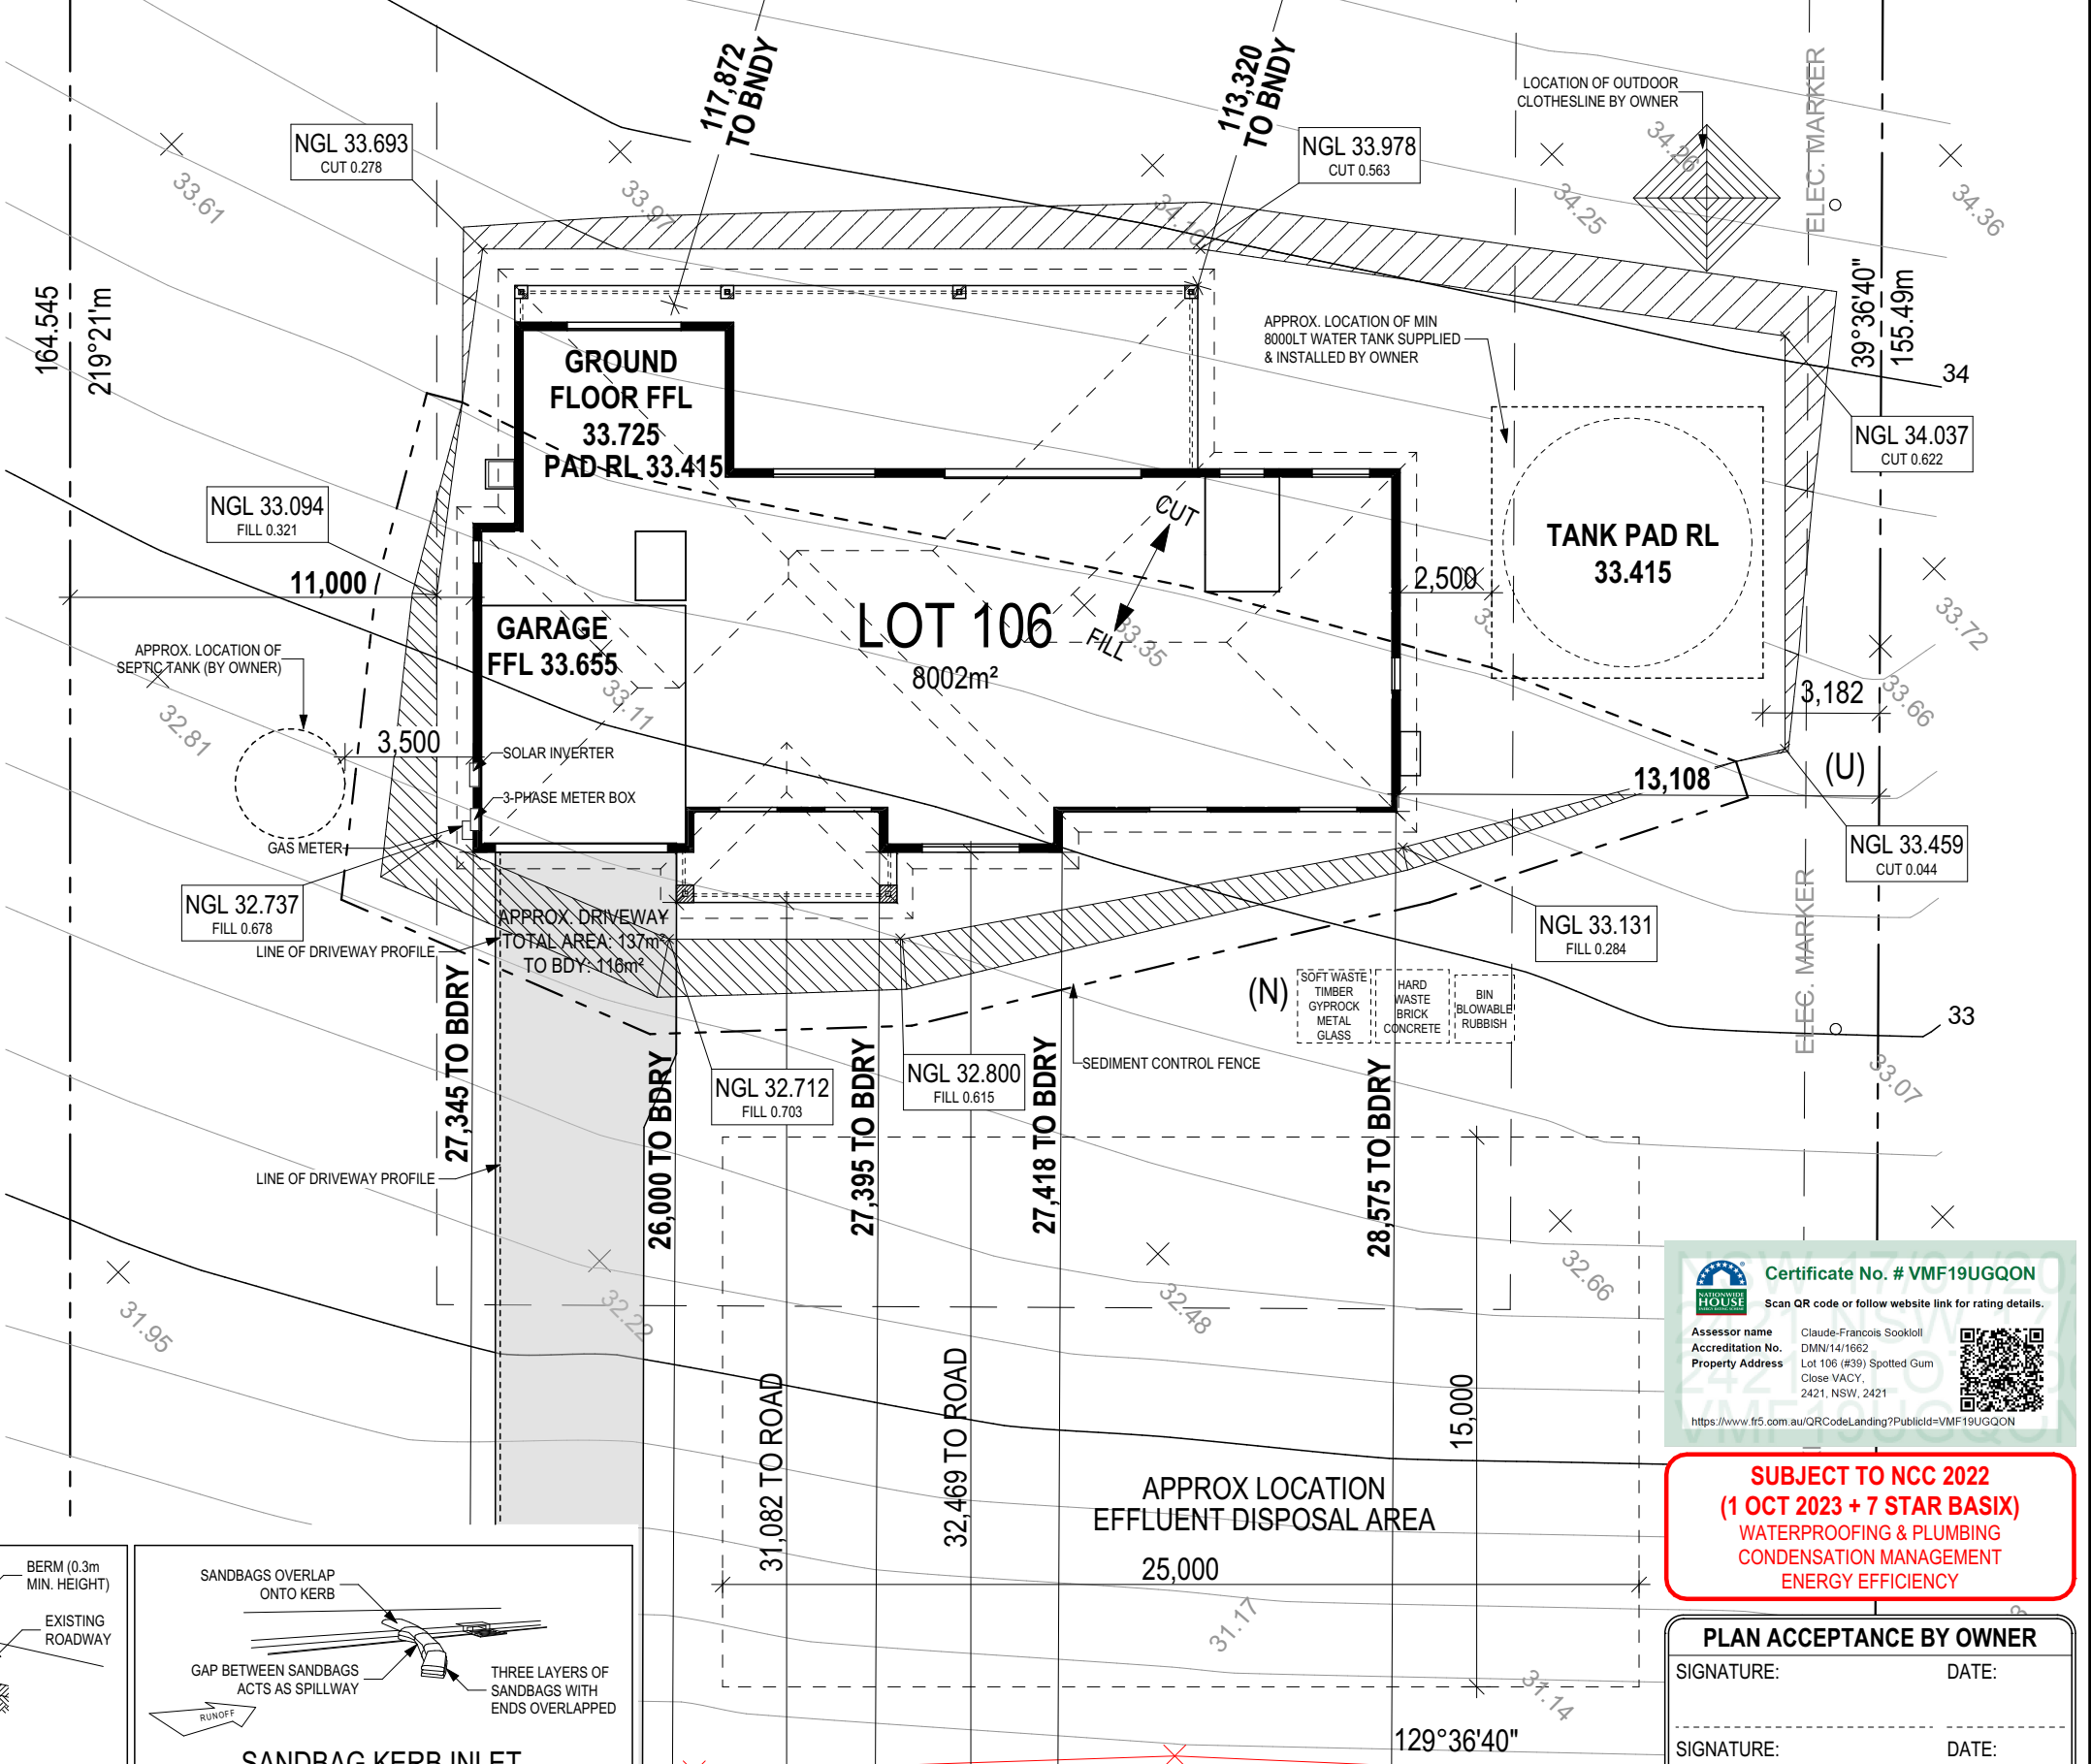 117,872
TO BNDY
113,320
TO BNDY
LOCATION OF OUTDOOR
CLOTHESLINE BY OWNER
ELEC. MARKER
NGL 33.693
CUT 0.278
NGL 33.978
CUT 0.563
33.61
33.97
34.25
34.26
34.36
164.545
219°21'm
39°36'40"
155.49m
34
GROUND
FLOOR FFL
33.725
PAD RL 33.415
APPROX. LOCATION OF MIN
8000LT WATER TANK SUPPLIED
& INSTALLED BY OWNER
NGL 34.037
CUT 0.622
NGL 33.094
FILL 0.321
11,000
CUT
FILL
TANK PAD RL
33.415
2,500
33.72
GARAGE
FFL 33.655
LOT 106
8002m²
33.35
33.11
APPROX. LOCATION OF
SEPTIC TANK (BY OWNER)
32.81
3,500
SOLAR INVERTER
3-PHASE METER BOX
GAS METER
3,182
33.66
13,108
(U)
NGL 33.459
CUT 0.044
NGL 32.737
FILL 0.678
LINE OF DRIVEWAY PROFILE
APPROX. DRIVEWAY
TOTAL AREA: 137m²
TO BDY: 116m²
NGL 33.131
FILL 0.284
ELEC. MARKER
(N)
SOFT WASTE
TIMBER
GYPROCK
METAL
GLASS
HARD
WASTE
BRICK
CONCRETE
BIN
BLOWABLE
RUBBISH
33
33.07
SEDIMENT CONTROL FENCE
NGL 32.712
FILL 0.703
NGL 32.800
FILL 0.615
27,345 TO BDRY
26,000 TO BDRY
27,395 TO BDRY
27,418 TO BDRY
28,575 TO BDRY
LINE OF DRIVEWAY PROFILE
31.95
32.22
32.48
32.66
31,082 TO ROAD
32,469 TO ROAD
15,000
APPROX LOCATION
EFFLUENT DISPOSAL AREA
25,000
31.17
31.14
129°36'40"
NATIONWIDE
HOUSE
Certificate No. # VMF19UGQON
Scan QR code or follow website link for rating details.
Assessor name Claude-Francois Sookloll
Accreditation No. DMN/14/1662
Property Address Lot 106 (#39) Spotted Gum
Close VACY,
2421, NSW, 2421
https://www.fr5.com.au/QRCodeLanding?PublicId=VMF19UGQON
SUBJECT TO NCC 2022
(1 OCT 2023 + 7 STAR BASIX)
WATERPROOFING & PLUMBING
CONDENSATION MANAGEMENT
ENERGY EFFICIENCY
PLAN ACCEPTANCE BY OWNER
SIGNATURE: DATE:
SIGNATURE: DATE:
BERM (0.3m
MIN. HEIGHT)
EXISTING
ROADWAY
SANDBAGS OVERLAP
ONTO KERB
GAP BETWEEN SANDBAGS
ACTS AS SPILLWAY
THREE LAYERS OF
SANDBAGS WITH
ENDS OVERLAPPED
RUNOFF
SANDBAG KERB INLET